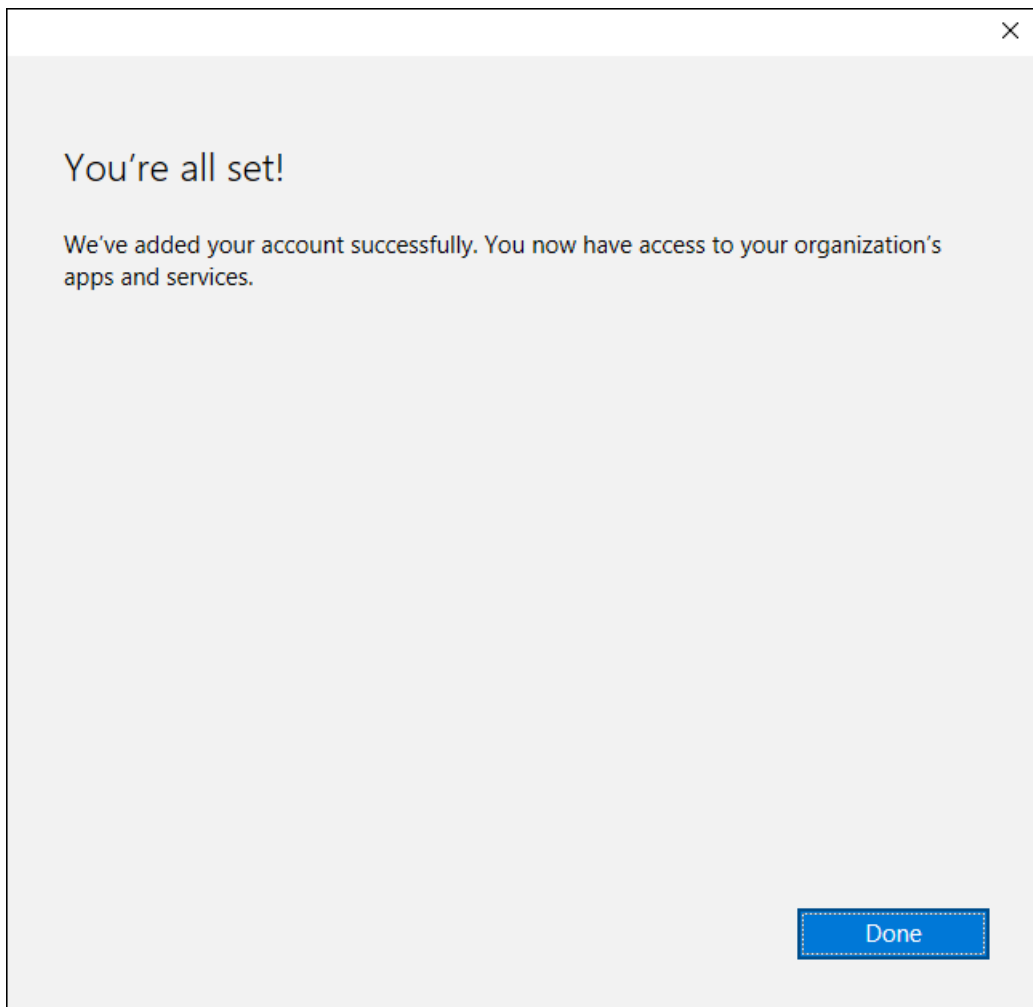 You’re all set!
We’ve added your account successfully. You now have access to your organization’s
apps and services.
Done